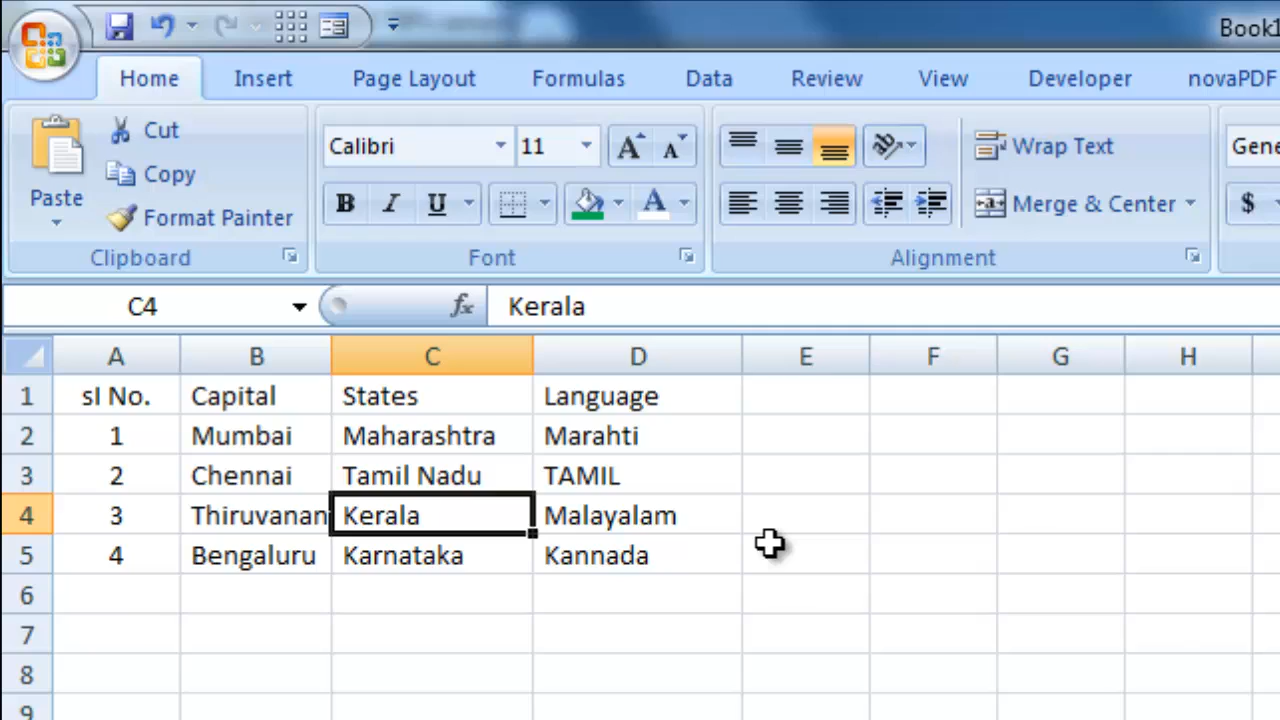 Book1
Home Insert Page Layout Formulas Data Review View Developer novaPDF
Cut
Calibri 11 Wrap Text Gene
Copy
Paste
Format Painter B I U Merge & Center $
Clipboard Font Alignment
C4 fx Kerala
A B C D E F G H
1 sl No. Capital States Language
2 1 Mumbai Maharashtra Marahti
3 2 Chennai Tamil Nadu TAMIL
4 3 Thiruvanan Kerala Malayalam
5 4 Bengaluru Karnataka Kannada
6
7
8
9